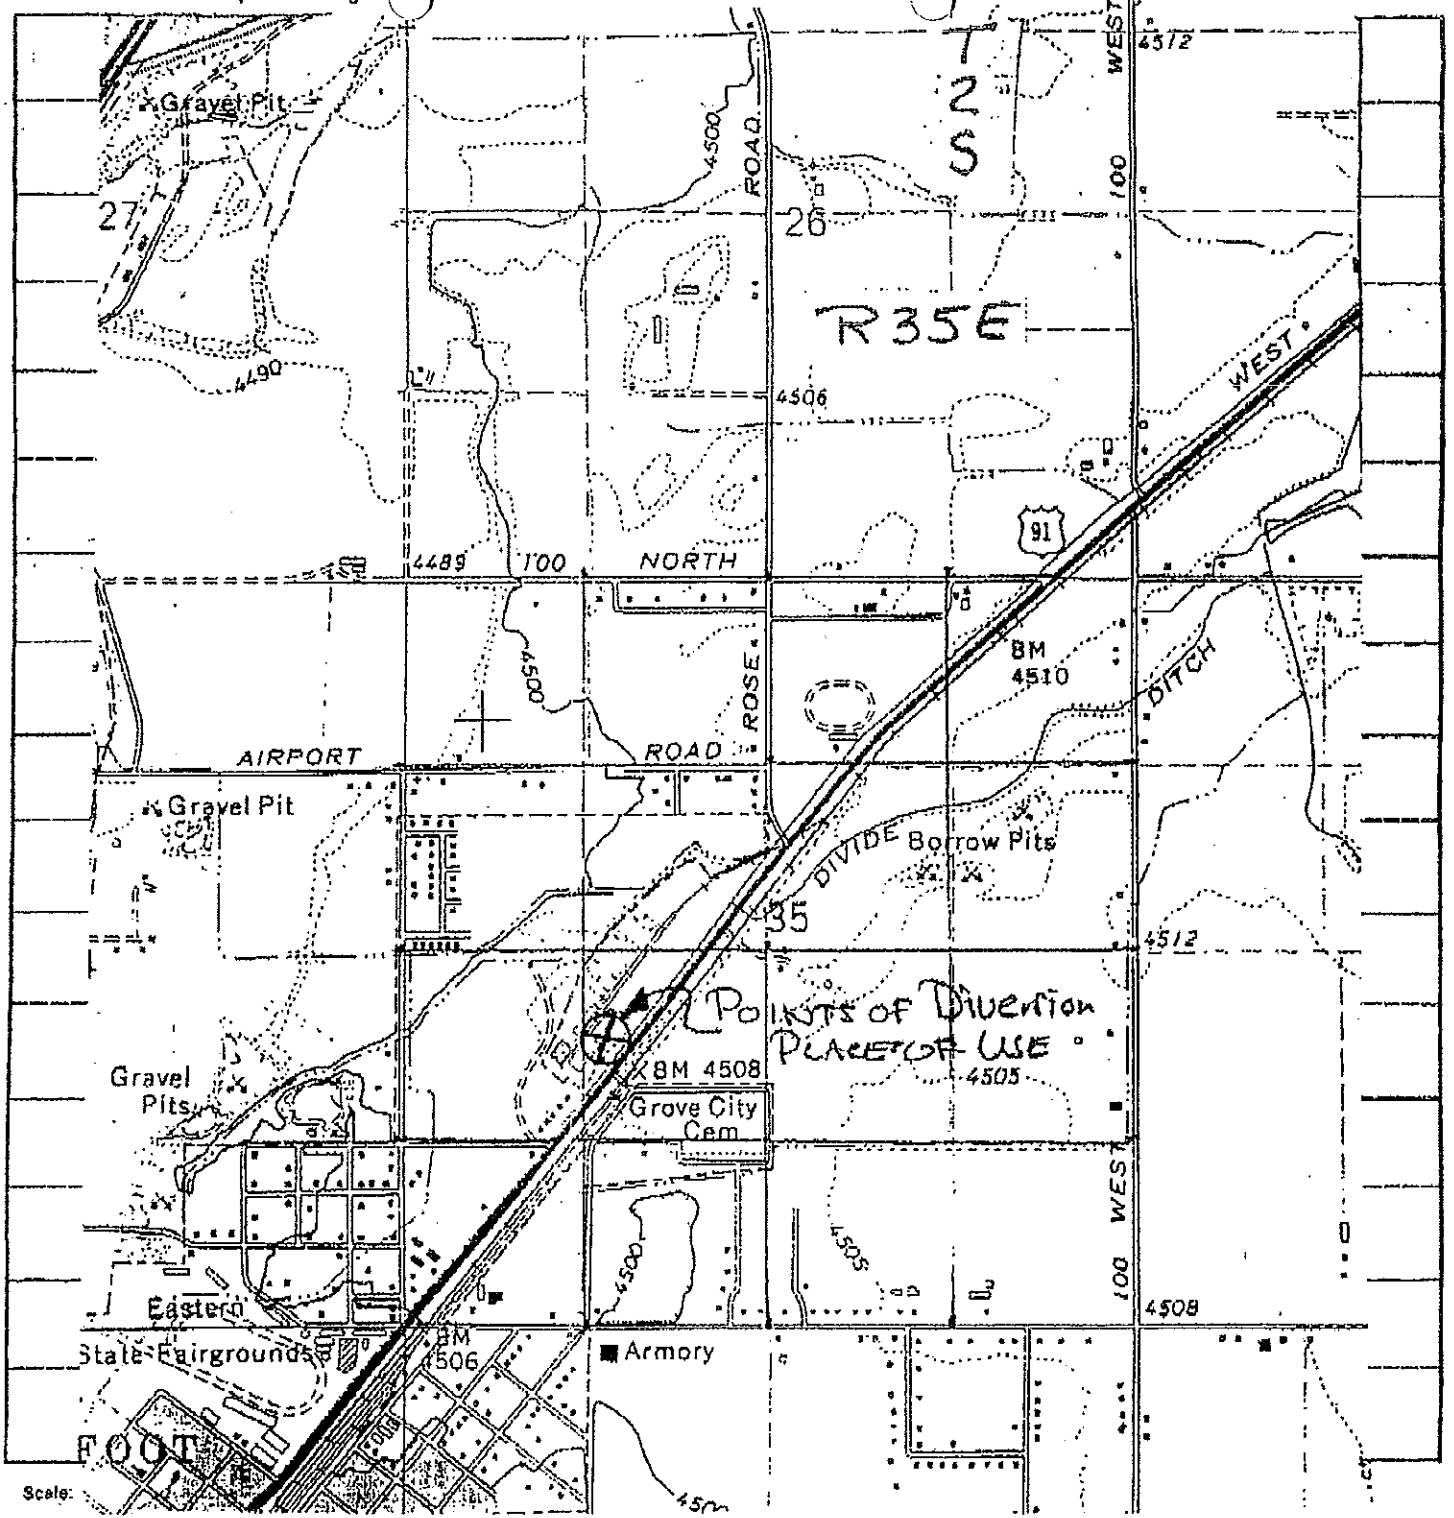 T
2
S
WEST
4512
Gravel Pit
4500
ROAD
100
27
26
R35E
4490
WEST
4506
91
4489
100
NORTH
BM
4510
4500
ROSE
DITCH
AIRPORT
ROAD
Gravel Pit
DIVIDE
Borrow Pits
35
4512
POINTS OF Diversion
PLACE OF USE
4505
BM 4508
Gravel
Pits
Grove City
Cem
WEST
4500
4505
100
Eastern
4508
State Fairgrounds
BM
4506
Armory
FOOT
Scale: